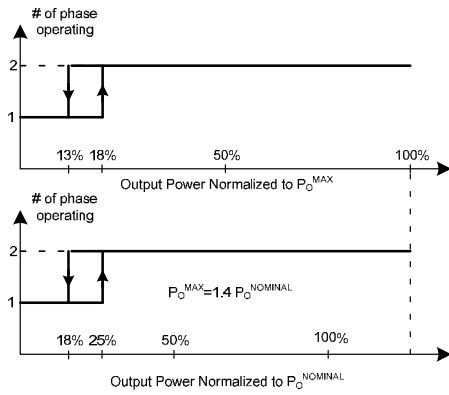 # of phase
operating
2
1
13% 18% 50% 100%
Output Power Normalized to P_O^MAX
# of phase
operating
2
1
P_O^MAX=1.4 P_O^NOMINAL
18% 25% 50% 100%
Output Power Normalized to P_O^NOMINAL